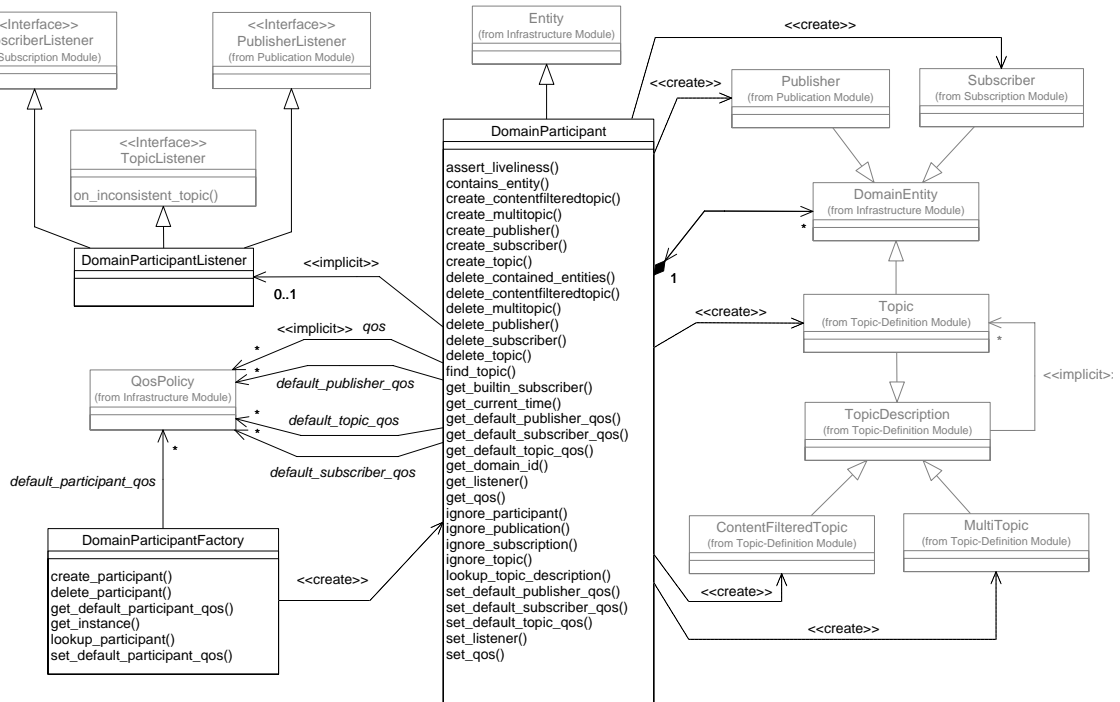 <<Interface>>
PublisherListener
(from Publication Module)
<Interface>>
scriberListener
Subscription Module)
<<Interface>>
TopicListener
on_inconsistent_topic()
DomainParticipantListener
<<implicit>>
0..1
<<implicit>> qos
*
*
default_publisher_qos
*
default_topic_qos
*
default_subscriber_qos
QosPolicy
(from Infrastructure Module)
*
default_participant_qos
DomainParticipantFactory
create_participant()
delete_participant()
get_default_participant_qos()
get_instance()
lookup_participant()
set_default_participant_qos()
<<create>>
Entity
(from Infrastructure Module)
DomainParticipant
assert_liveliness()
contains_entity()
create_contentfilteredtopic()
create_multitopic()
create_publisher()
create_subscriber()
create_topic()
delete_contained_entities()
delete_contentfilteredtopic()
delete_multitopic()
delete_publisher()
delete_subscriber()
delete_topic()
find_topic()
get_builtin_subscriber()
get_current_time()
get_default_publisher_qos()
get_default_subscriber_qos()
get_default_topic_qos()
get_domain_id()
get_listener()
get_qos()
ignore_participant()
ignore_publication()
ignore_subscription()
ignore_topic()
lookup_topic_description()
set_default_publisher_qos()
set_default_subscriber_qos()
set_default_topic_qos()
set_listener()
set_qos()
<<create>>
<<create>>
Publisher
(from Publication Module)
Subscriber
(from Subscription Module)
DomainEntity
(from Infrastructure Module)
*
1
<<create>>
Topic
(from Topic-Definition Module)
*
<<implicit>
TopicDescription
(from Topic-Definition Module)
ContentFilteredTopic
(from Topic-Definition Module)
MultiTopic
(from Topic-Definition Module)
<<create>>
<<create>>